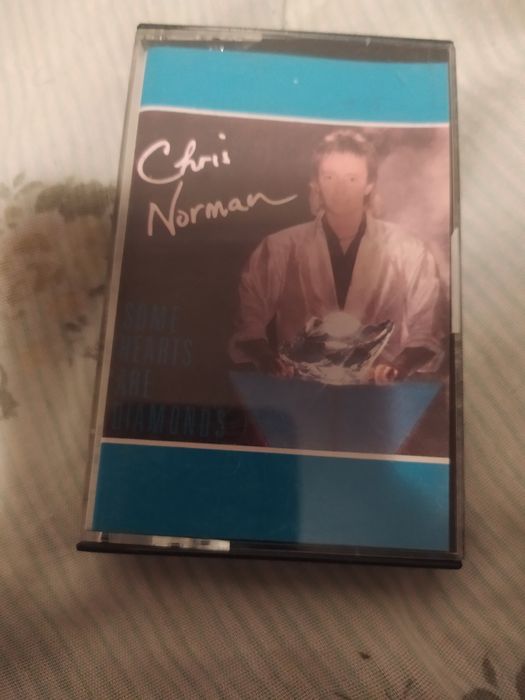 Chris
Norman
SOME
HEARTS
ARE
DIAMONDS